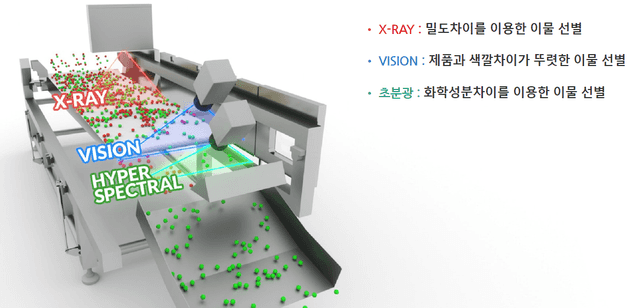 X-RAY
VISION
HYPER
SPECTRAL
• X-RAY : 밀도차이를 이용한 이물 선별
• VISION : 제품과 색깔차이가 뚜렷한 이물 선별
• 초분광 : 화학성분차이를 이용한 이물 선별